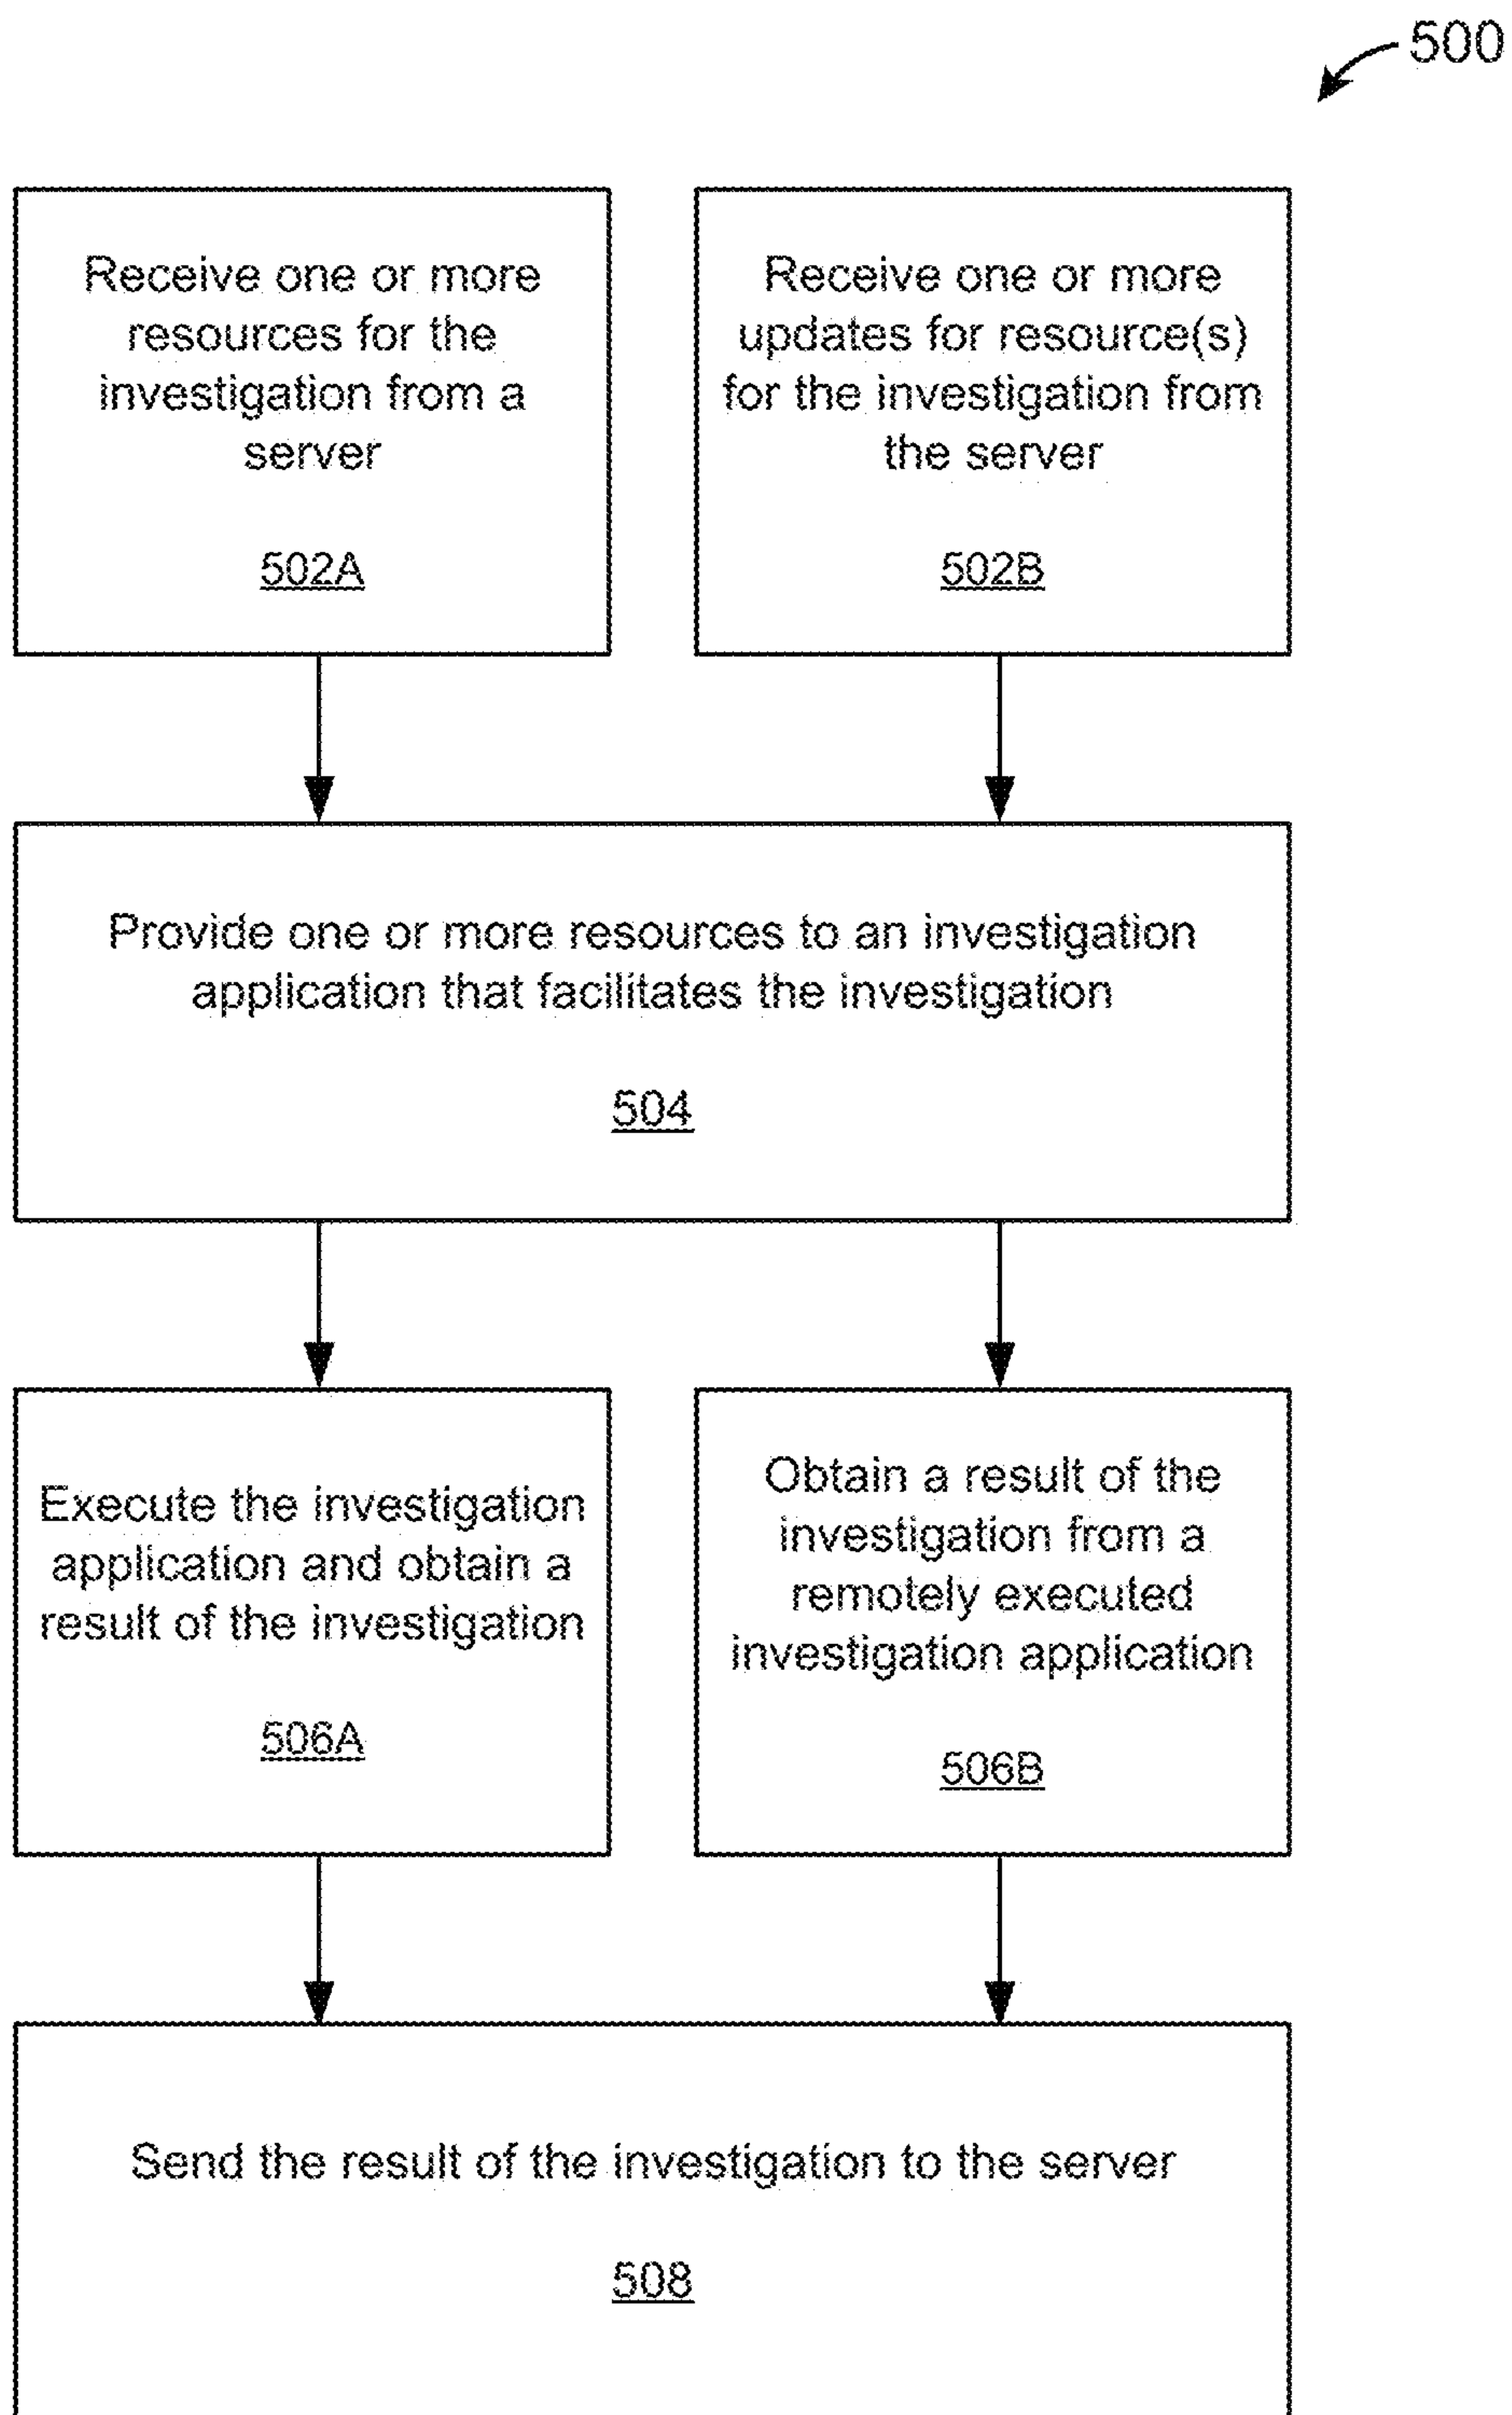 500
Receive one or more
resources for the
investigation from a
server
502A
Receive one or more
updates for resource(s)
for the investigation from
the server
502B
Provide one or more resources to an investigation
application that facilitates the investigation
504
Execute the investigation
application and obtain a
result of the investigation
506A
Obtain a result of the
investigation from a
remotely executed
investigation application
506B
Send the result of the investigation to the server
508